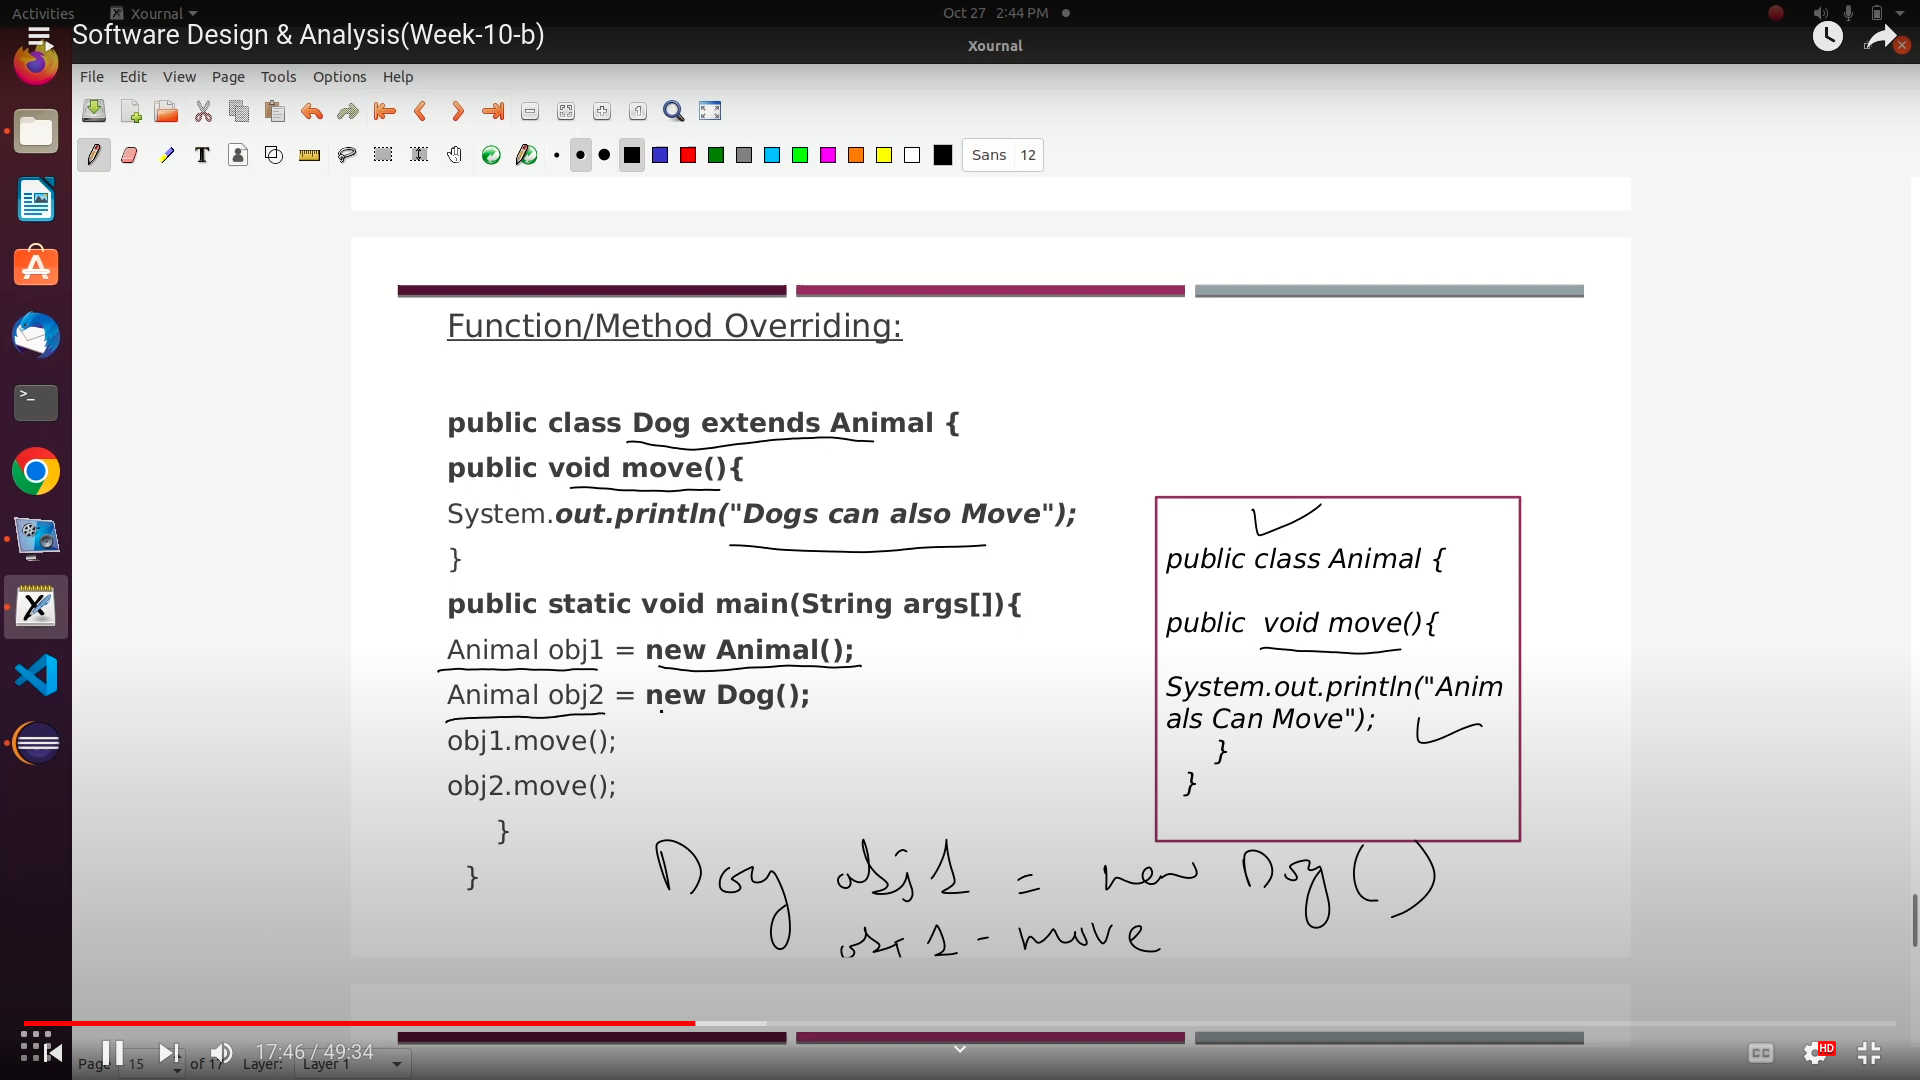 Activities
Xournal
Oct 27 2:44 PM
Software Design & Analysis(Week-10-b)
Xournal
File Edit View Page Tools Options Help
Sans 12
Function/Method Overriding:
public class Dog extends Animal {
public void move(){
System.out.println("Dogs can also Move");
}
public static void main(String args[]){
Animal obj1 = new Animal();
Animal obj2 = new Dog();
obj1.move();
obj2.move();
}
}
public class Animal {
public void move(){
System.out.println("Anim
als Can Move");
}
}
Dog obj1 = new Dog()
obj1-move
17:46 / 49:34
CC
HD
Page 15 of 17 Layer: Layer 1